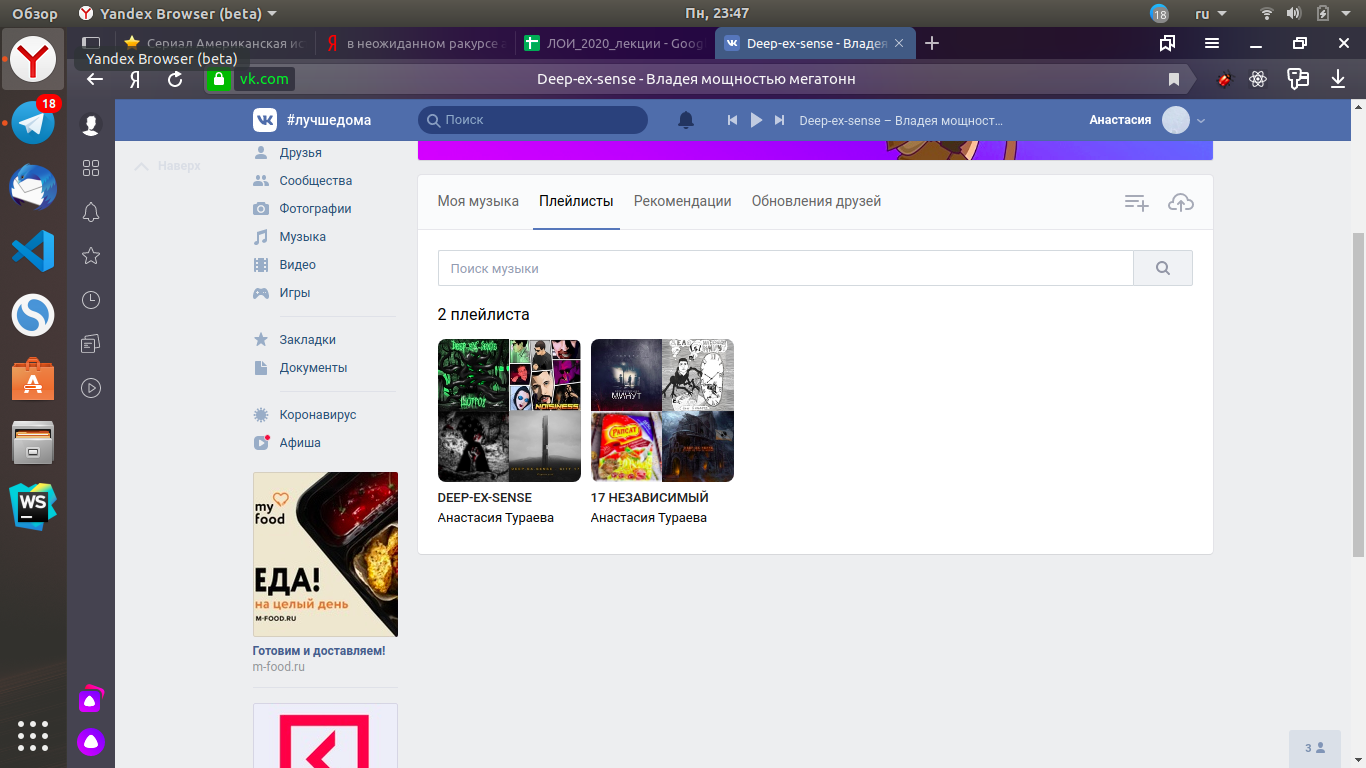 Обзор
Yandex Browser (beta)
Пн, 23:47
18
ru
Сериал Американская ис
в неожиданном ракурсе
ЛОИ_2020_лекции - Goog
Deep-ex-sense - Владея
Yandex Browser (beta)
Я
vk.com
Deep-ex-sense - Владея мощностью мегатонн
18
#лучшедома
Поиск
Deep-ex-sense – Владея мощност…
Анастасия
Наверх
Друзья
Сообщества
Фотографии
Музыка
Видео
Игры
Закладки
Документы
Коронавирус
Афиша
my
food
ЕДА!
на целый день
M-FOOD.RU
Готовим и доставляем!
m-food.ru
Моя музыка
Плейлисты
Рекомендации
Обновления друзей
Поиск музыки
2 плейлиста
NOISINESS
МИНУТ
РАПСАТ
DEEP-EX-SENSE
Анастасия Тураева
17 НЕЗАВИСИМЫЙ
Анастасия Тураева
WS
3